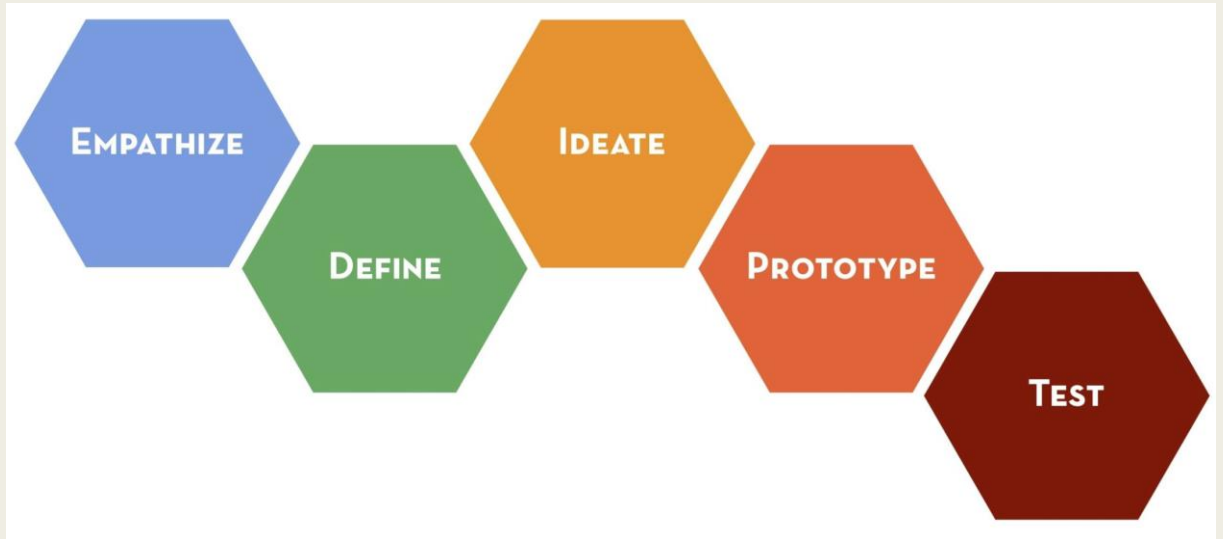 EMPATHIZE
DEFINE
IDEATE
PROTOTYPE
TEST